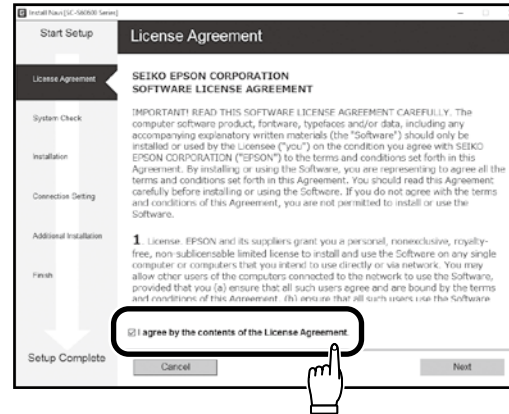 Install Navi [SC-S60600 Series]
Start Setup
License Agreement
License Agreement
System Check
Installation
Connection Setting
Additional Installation
Finish
Setup Complete
SEIKO EPSON CORPORATION
SOFTWARE LICENSE AGREEMENT
IMPORTANT! READ THIS SOFTWARE LICENSE AGREEMENT CAREFULLY. The
computer software product, fontware, typefaces and/or data, including any
accompanying explanatory written materials (the "Software") should only be
installed or used by the Licensee ("you") on the condition you agree with SEIKO
EPSON CORPORATION ("EPSON") to the terms and conditions set forth in this
Agreement. By installing or using the Software, you are representing to agree all the
terms and conditions set forth in this Agreement. You should read this Agreement
carefully before installing or using the Software. If you do not agree with the terms
and conditions of this Agreement, you are not permitted to install or use the
Software.
1. License. EPSON and its suppliers grant you a personal, nonexclusive, royalty-
free, non-sublicensable limited license to install and use the Software on any single
computer or computers that you intend to use directly or via network. You may
allow other users of the computers connected to the network to use the Software,
provided that you (a) ensure that all such users agree and are bound by the terms
and conditions of this Agreement, (b) ensure that all such users use the Software
I agree by the contents of the License Agreement.
Cancel
Next